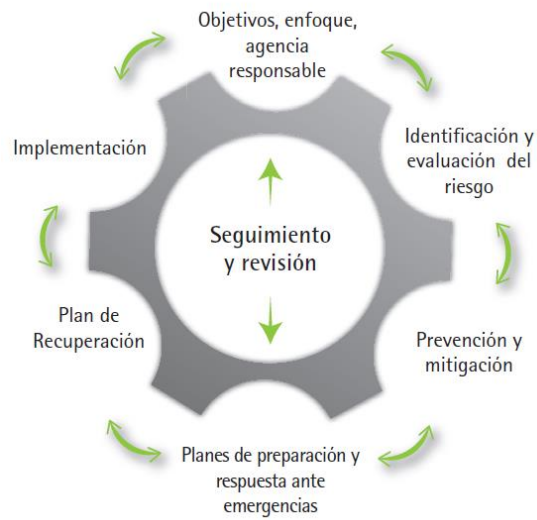 Objetivos, enfoque,
agencia
responsable
Identificación y
evaluación del
riesgo
Prevención y
mitigación
Planes de preparación y
respuesta ante
emergencias
Plan de
Recuperación
Implementación
Seguimiento
y revisión